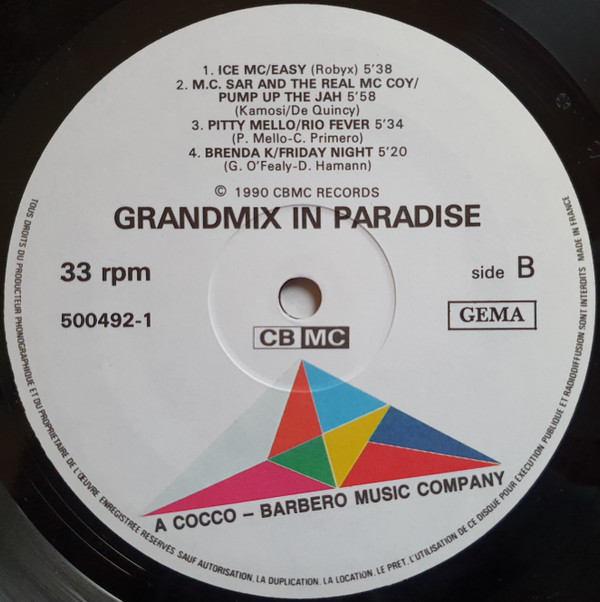 1. ICE MC/EASY (Robyx) 5'38
2. M.C. SAR AND THE REAL MC COY/
PUMP UP THE JAH 5'58
(Kamosi/De Quincy)
3. PITTY MELLO/RIO FEVER 5'34
(P. Mello-C. Primero)
4. BRENDA K/FRIDAY NIGHT 5'20
(G. O'Fealy-D. Hamann)
© 1990 CBMC RECORDS
GRANDMIX IN PARADISE
33 rpm
side B
500492-1
GEMA
CB MC
A COCCO – BARBERO MUSIC COMPANY
TOUS DROITS DU PRODUCTEUR PHONOGRAPHIQUE ET DU PROPRIETAIRE DE L'ŒUVRE ENREGISTREE RESERVES SAUF AUTORISATION, LA DUPLICATION, LA LOCATION, LE PRET, L'UTILISATION DE CE DISQUE POUR EXECUTION PUBLIQUE ET RADIODIFFUSION SONT INTERDITS MADE IN FRANCE